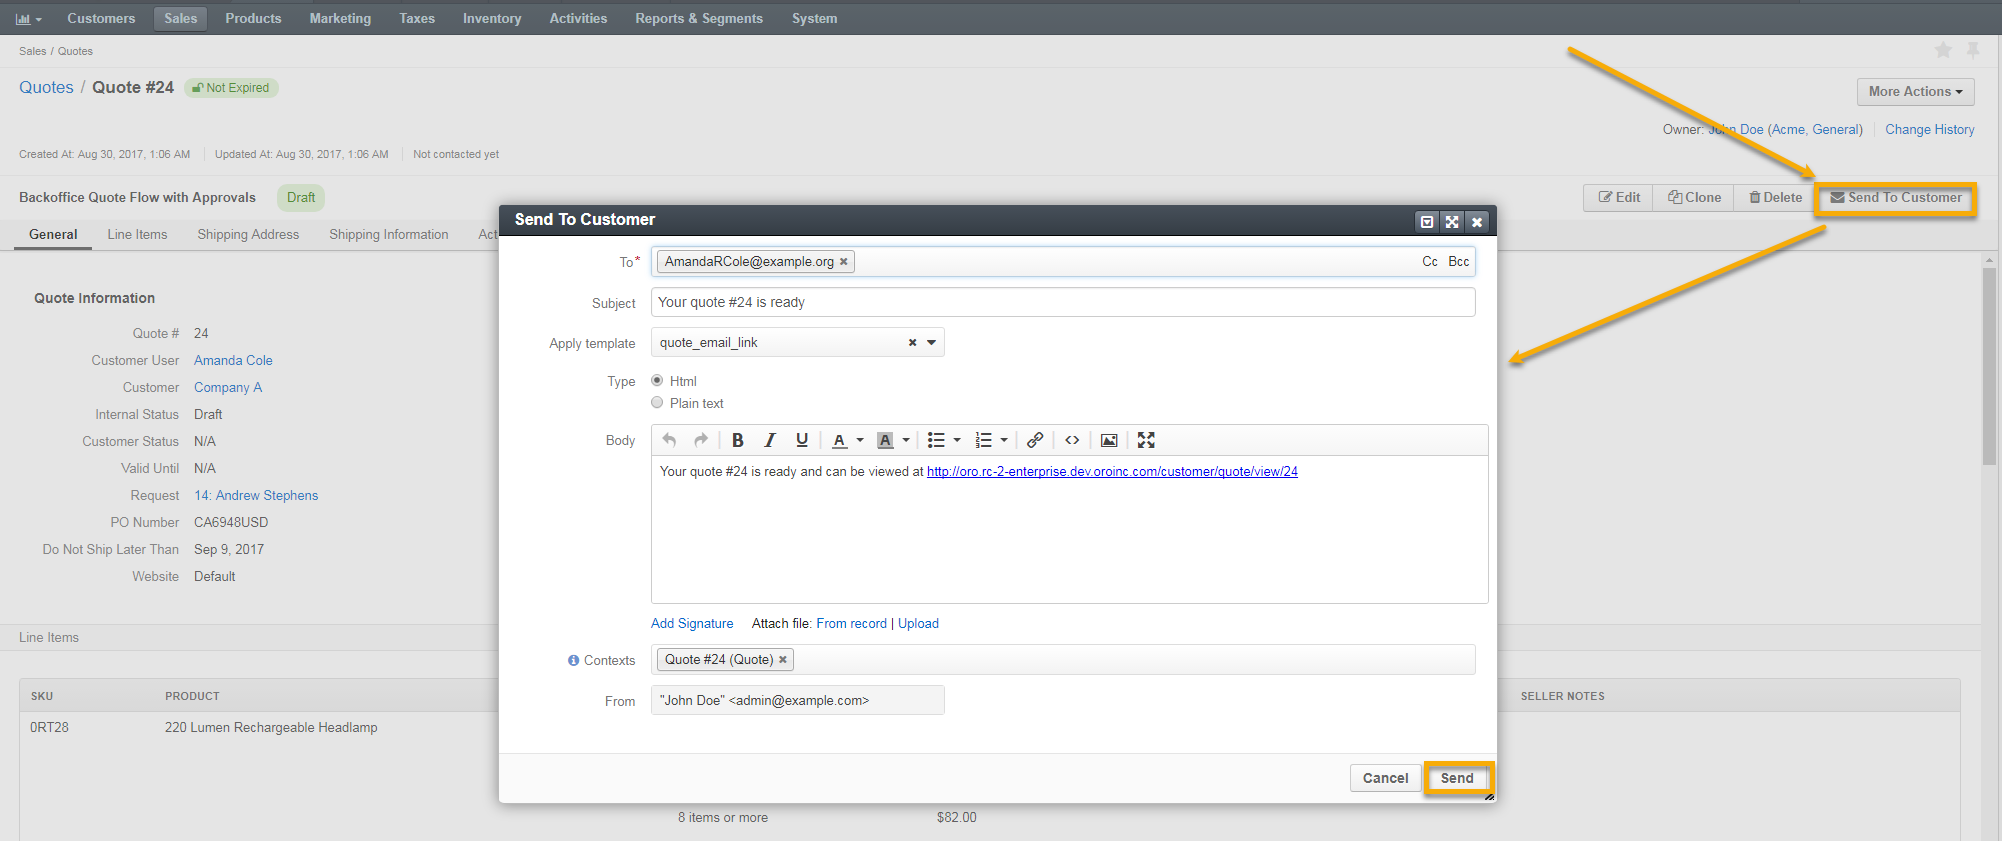 Customers Sales Products Marketing Taxes Inventory Activities Reports & Segments System
Sales / Quotes
Quotes / Quote #24 Not Expired
More Actions
Owner: John Doe (Acme, General) Change History
Created At: Aug 30, 2017, 1:06 AM Updated At: Aug 30, 2017, 1:06 AM Not contacted yet
Backoffice Quote Flow with Approvals Draft
Edit Clone Delete Send To Customer
General Line Items Shipping Address Shipping Information Act
Quote Information
Quote # 24
Customer User Amanda Cole
Customer Company A
Internal Status Draft
Customer Status N/A
Valid Until N/A
Request 14: Andrew Stephens
PO Number CA6948USD
Do Not Ship Later Than Sep 9, 2017
Website Default
Line Items
SKU PRODUCT SELLER NOTES
0RT28 220 Lumen Rechargeable Headlamp
8 items or more $82.00
Send To Customer
To* AmandaRCole@example.org Cc Bcc
Subject Your quote #24 is ready
Apply template quote_email_link
Type Html
Plain text
Body B I U A A
Your quote #24 is ready and can be viewed at http://oro.rc-2-enterprise.dev.oroinc.com/customer/quote/view/24
Add Signature Attach file: From record | Upload
Contexts Quote #24 (Quote)
From "John Doe" <admin@example.com>
Cancel Send